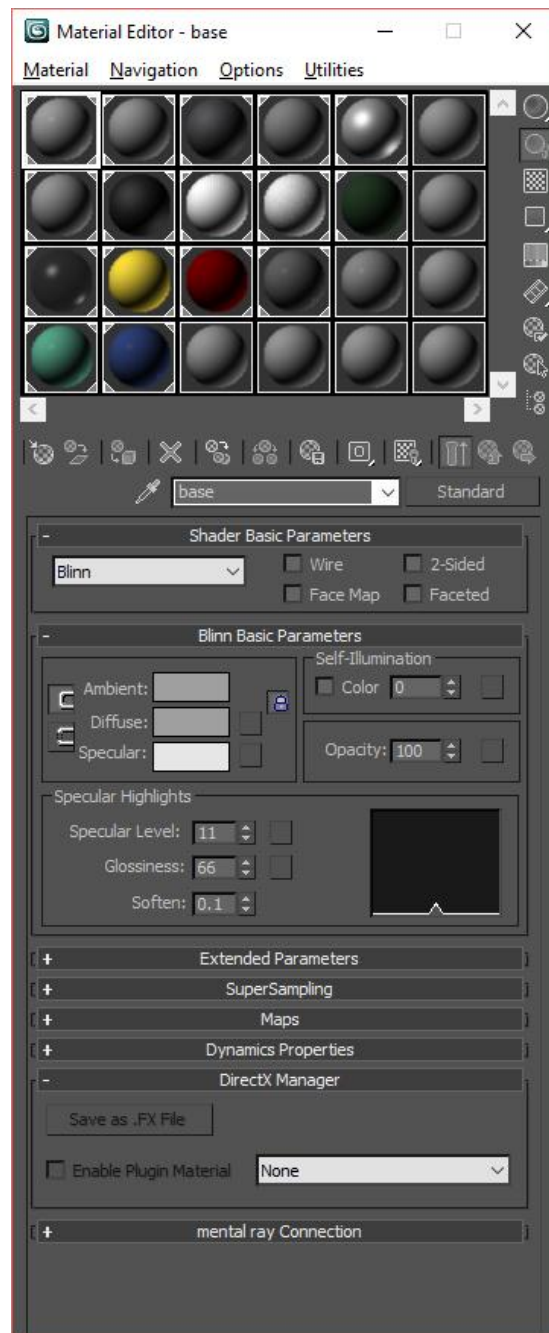 Material Editor - base
Material Navigation Options Utilities
base Standard
- Shader Basic Parameters
Blinn
Wire 2-Sided
Face Map Faceted
- Blinn Basic Parameters
Self-Illumination
Ambient:
Color 0
Diffuse:
Specular:
Opacity: 100
Specular Highlights
Specular Level: 11
Glossiness: 66
Soften: 0.1
+ Extended Parameters
+ SuperSampling
+ Maps
+ Dynamics Properties
- DirectX Manager
Save as .FX File
Enable Plugin Material None
+ mental ray Connection